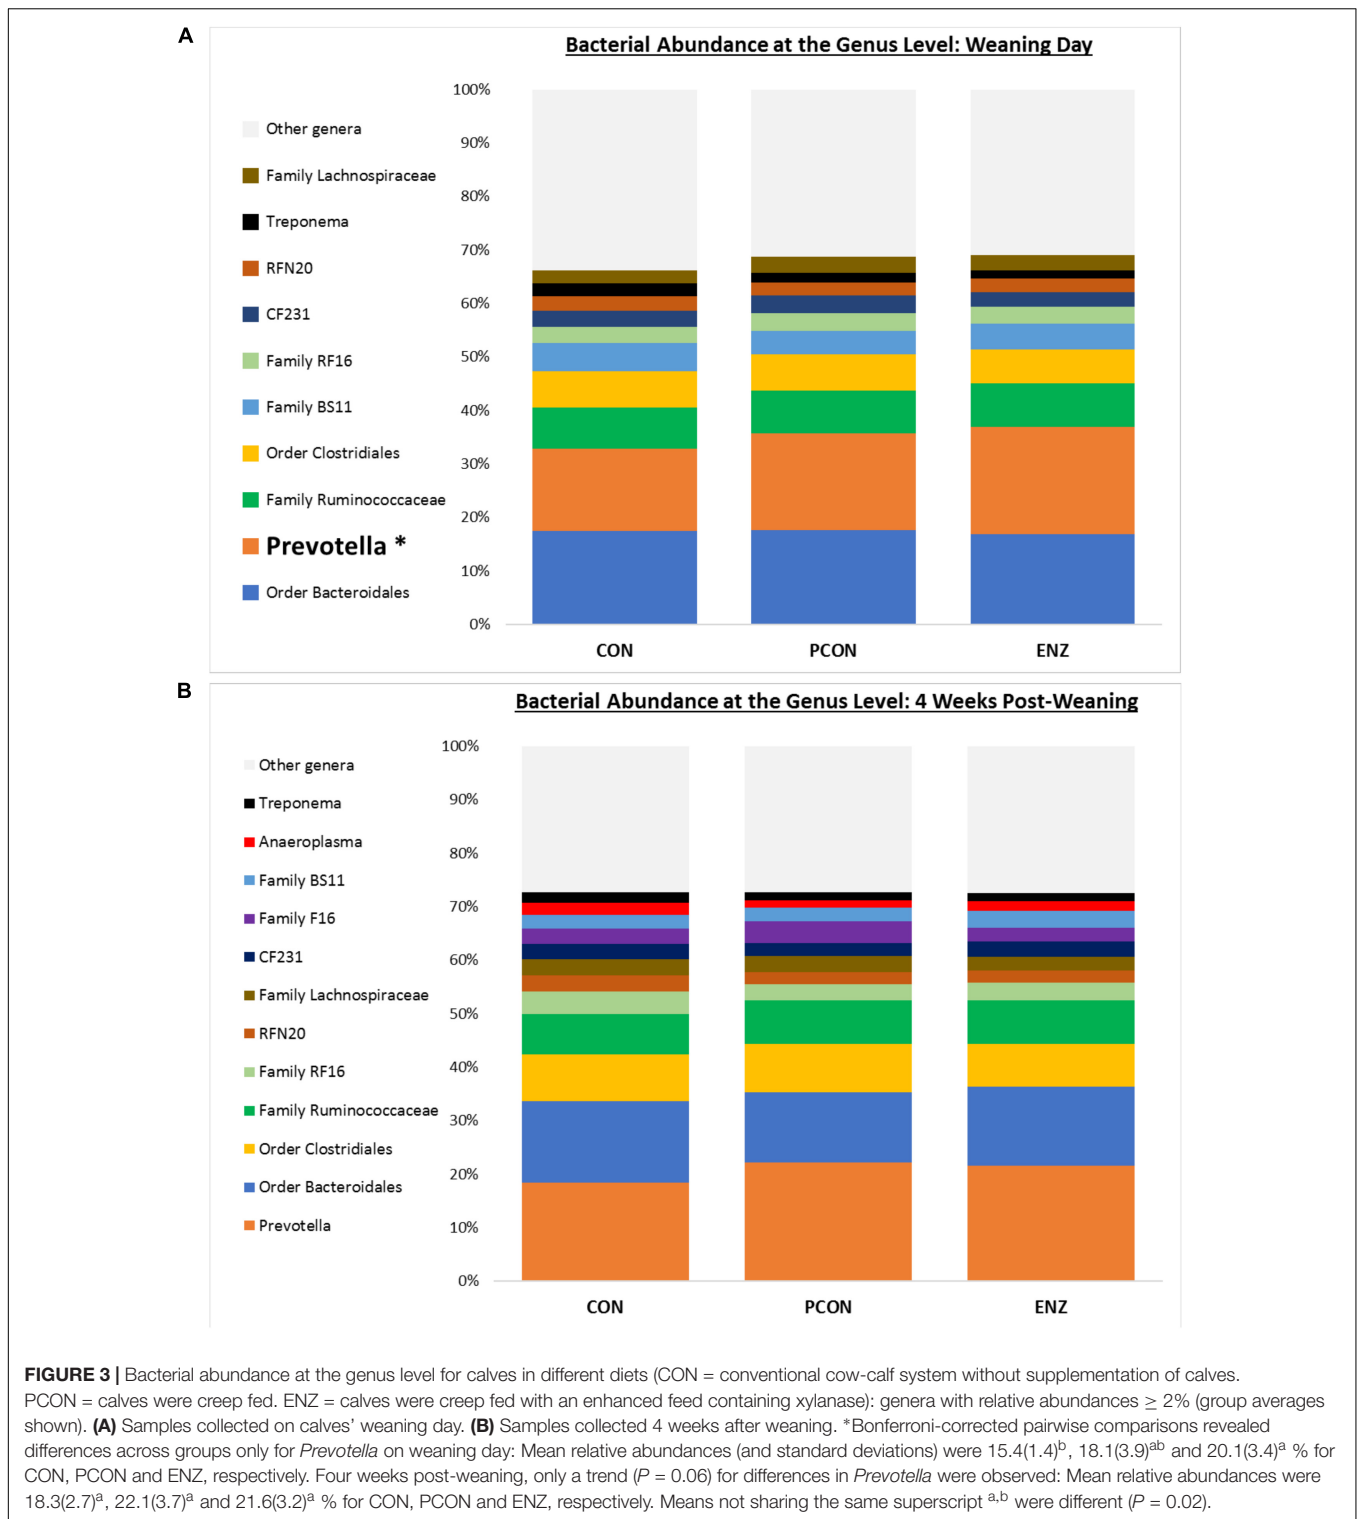 A
Bacterial Abundance at the Genus Level: Weaning Day
100%
90%
80%
70%
60%
50%
40%
30%
20%
10%
0%
Other genera
Family Lachnospiraceae
Treponema
RFN20
CF231
Family RF16
Family BS11
Order Clostridiales
Family Ruminococcaceae
Prevotella *
Order Bacteroidales
CON PCON ENZ
B
Bacterial Abundance at the Genus Level: 4 Weeks Post-Weaning
100%
90%
80%
70%
60%
50%
40%
30%
20%
10%
0%
Other genera
Treponema
Anaeroplasma
Family BS11
Family F16
CF231
Family Lachnospiraceae
RFN20
Family RF16
Family Ruminococcaceae
Order Clostridiales
Order Bacteroidales
Prevotella
CON PCON ENZ
FIGURE 3 | Bacterial abundance at the genus level for calves in different diets (CON = conventional cow-calf system without supplementation of calves.
PCON = calves were creep fed. ENZ = calves were creep fed with an enhanced feed containing xylanase): genera with relative abundances ≥ 2% (group averages
shown). (A) Samples collected on calves' weaning day. (B) Samples collected 4 weeks after weaning. *Bonferroni-corrected pairwise comparisons revealed
differences across groups only for Prevotella on weaning day: Mean relative abundances (and standard deviations) were 15.4(1.4)ᵇ, 18.1(3.9)ᵃᵇ and 20.1(3.4)ᵃ % for
CON, PCON and ENZ, respectively. Four weeks post-weaning, only a trend (P = 0.06) for differences in Prevotella were observed: Mean relative abundances were
18.3(2.7)ᵃ, 22.1(3.7)ᵃ and 21.6(3.2)ᵃ % for CON, PCON and ENZ, respectively. Means not sharing the same superscript ᵃ,ᵇ were different (P = 0.02).